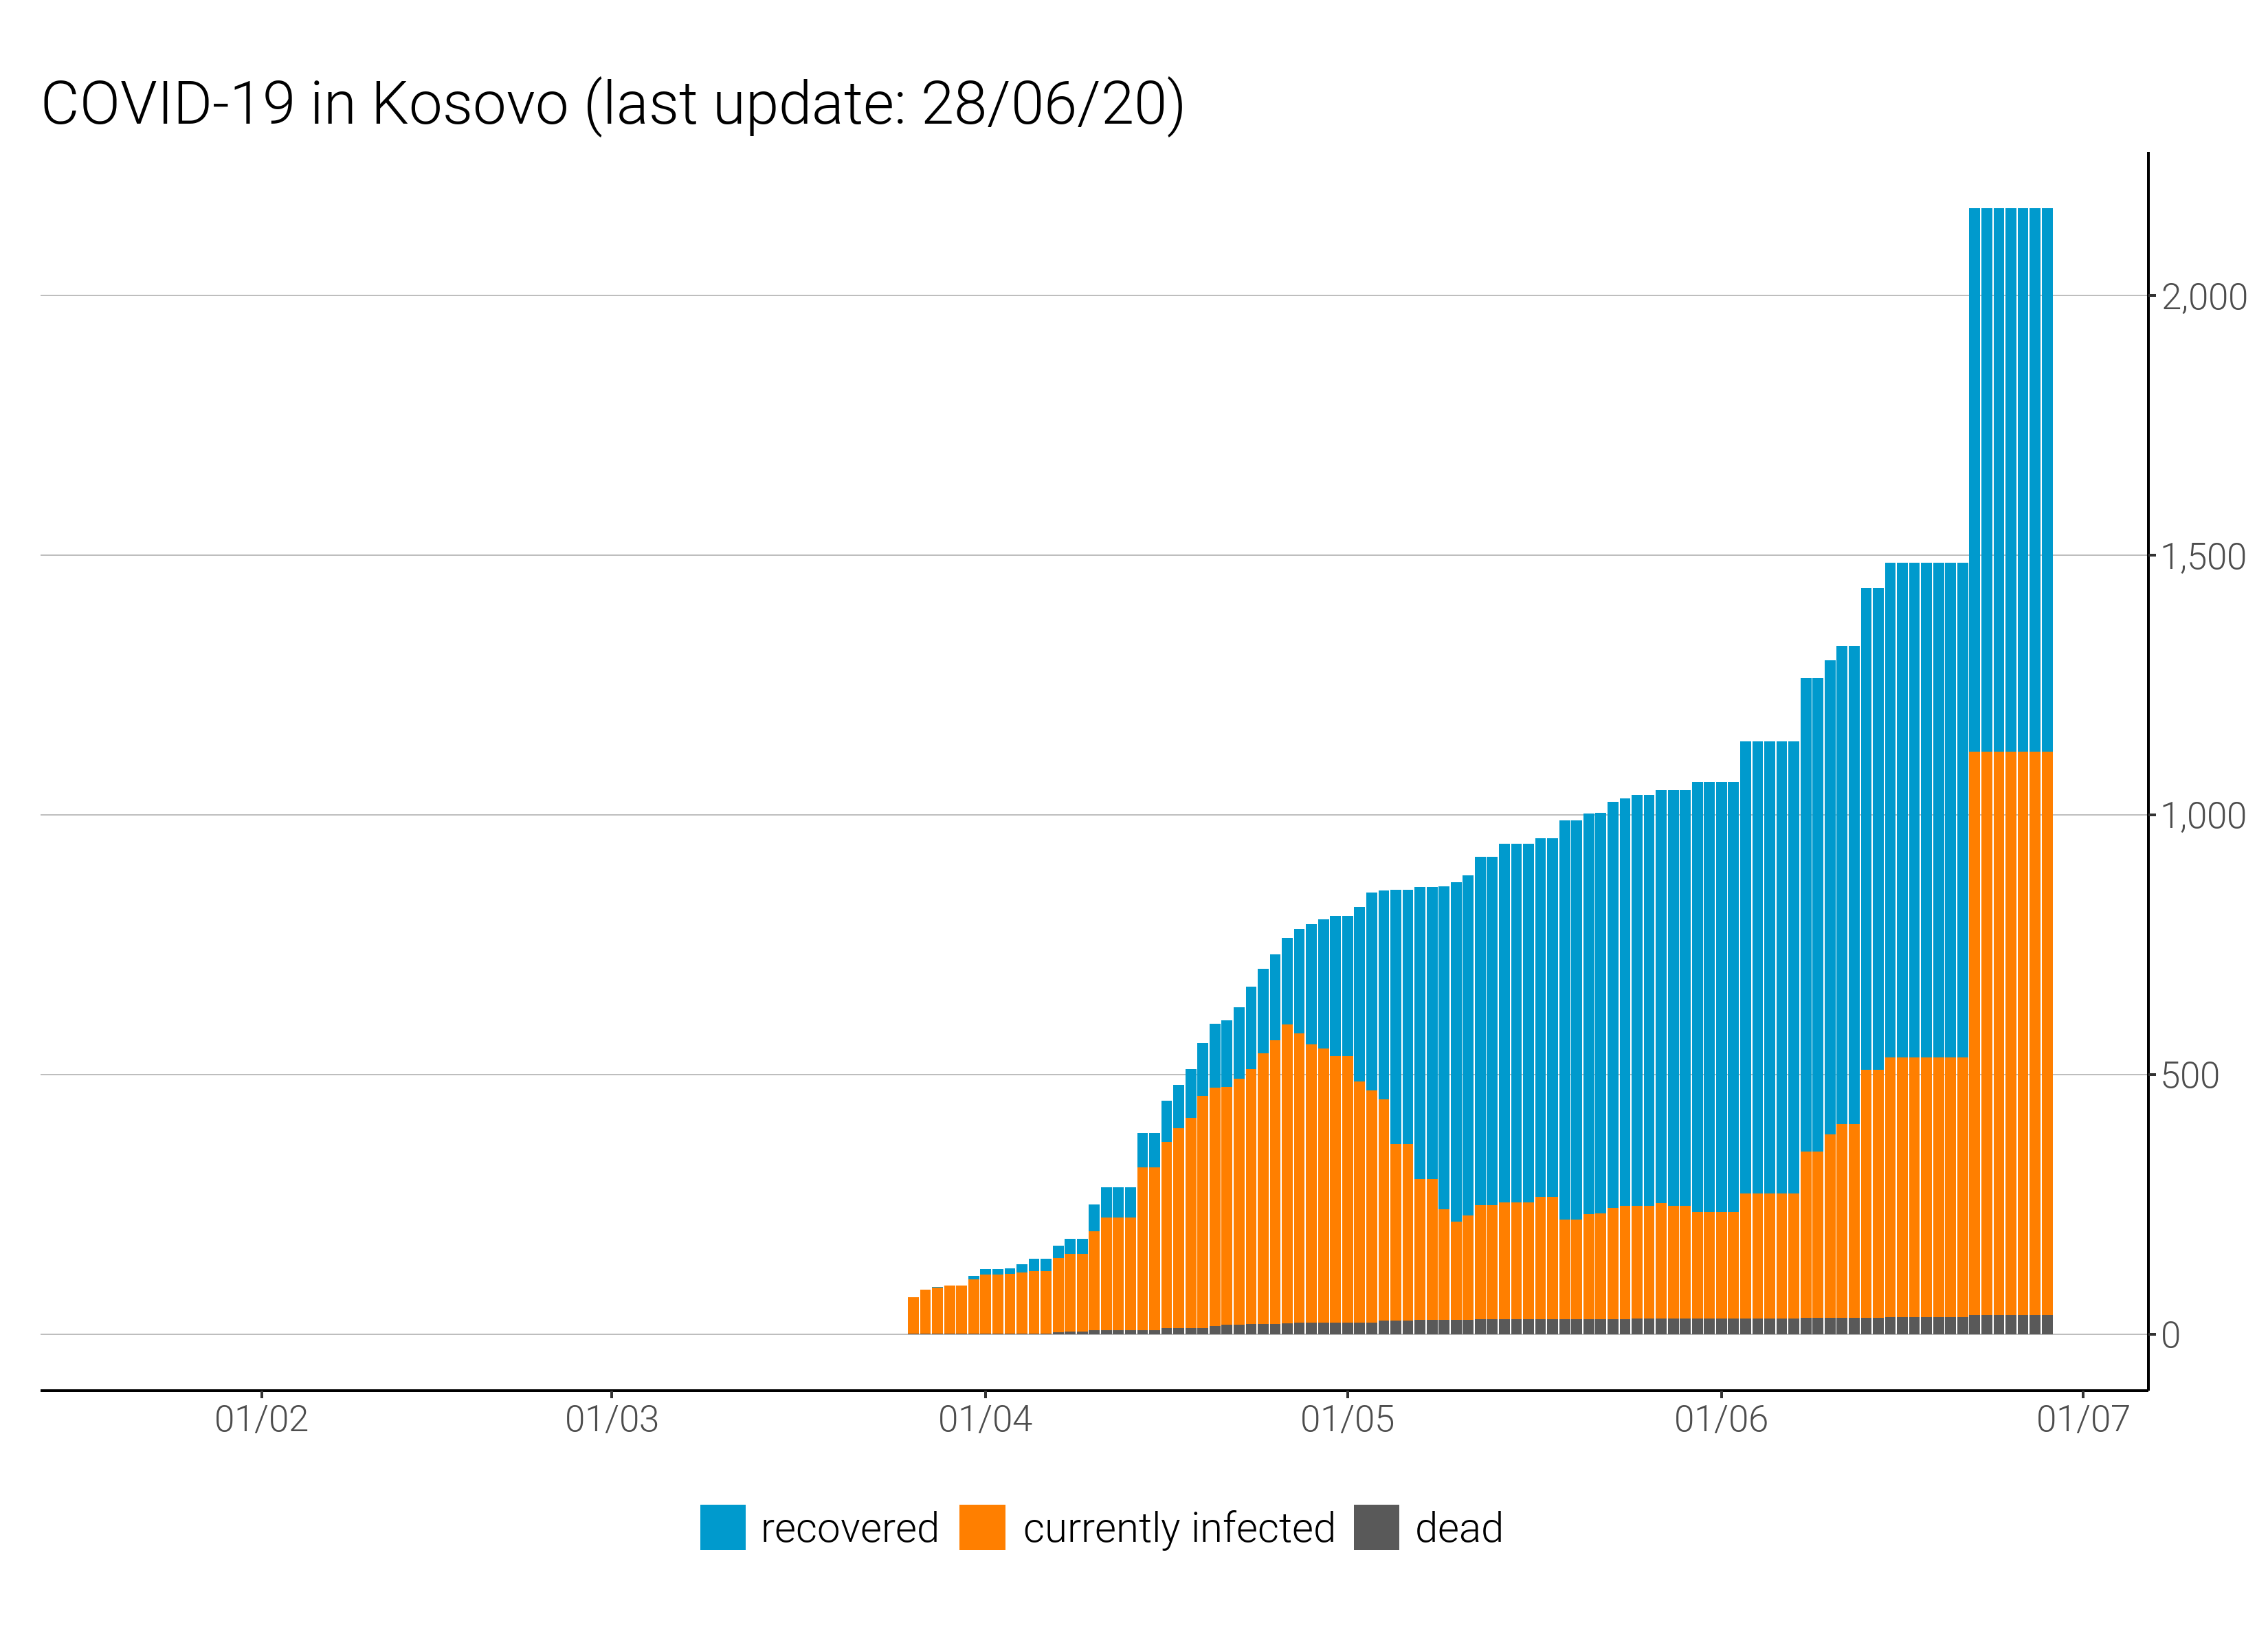 COVID-19 in Kosovo (last update: 28/06/20)
2,000
1,500
1,000
500
0
01/02 01/03 01/04 01/05 01/06 01/07
recovered currently infected dead